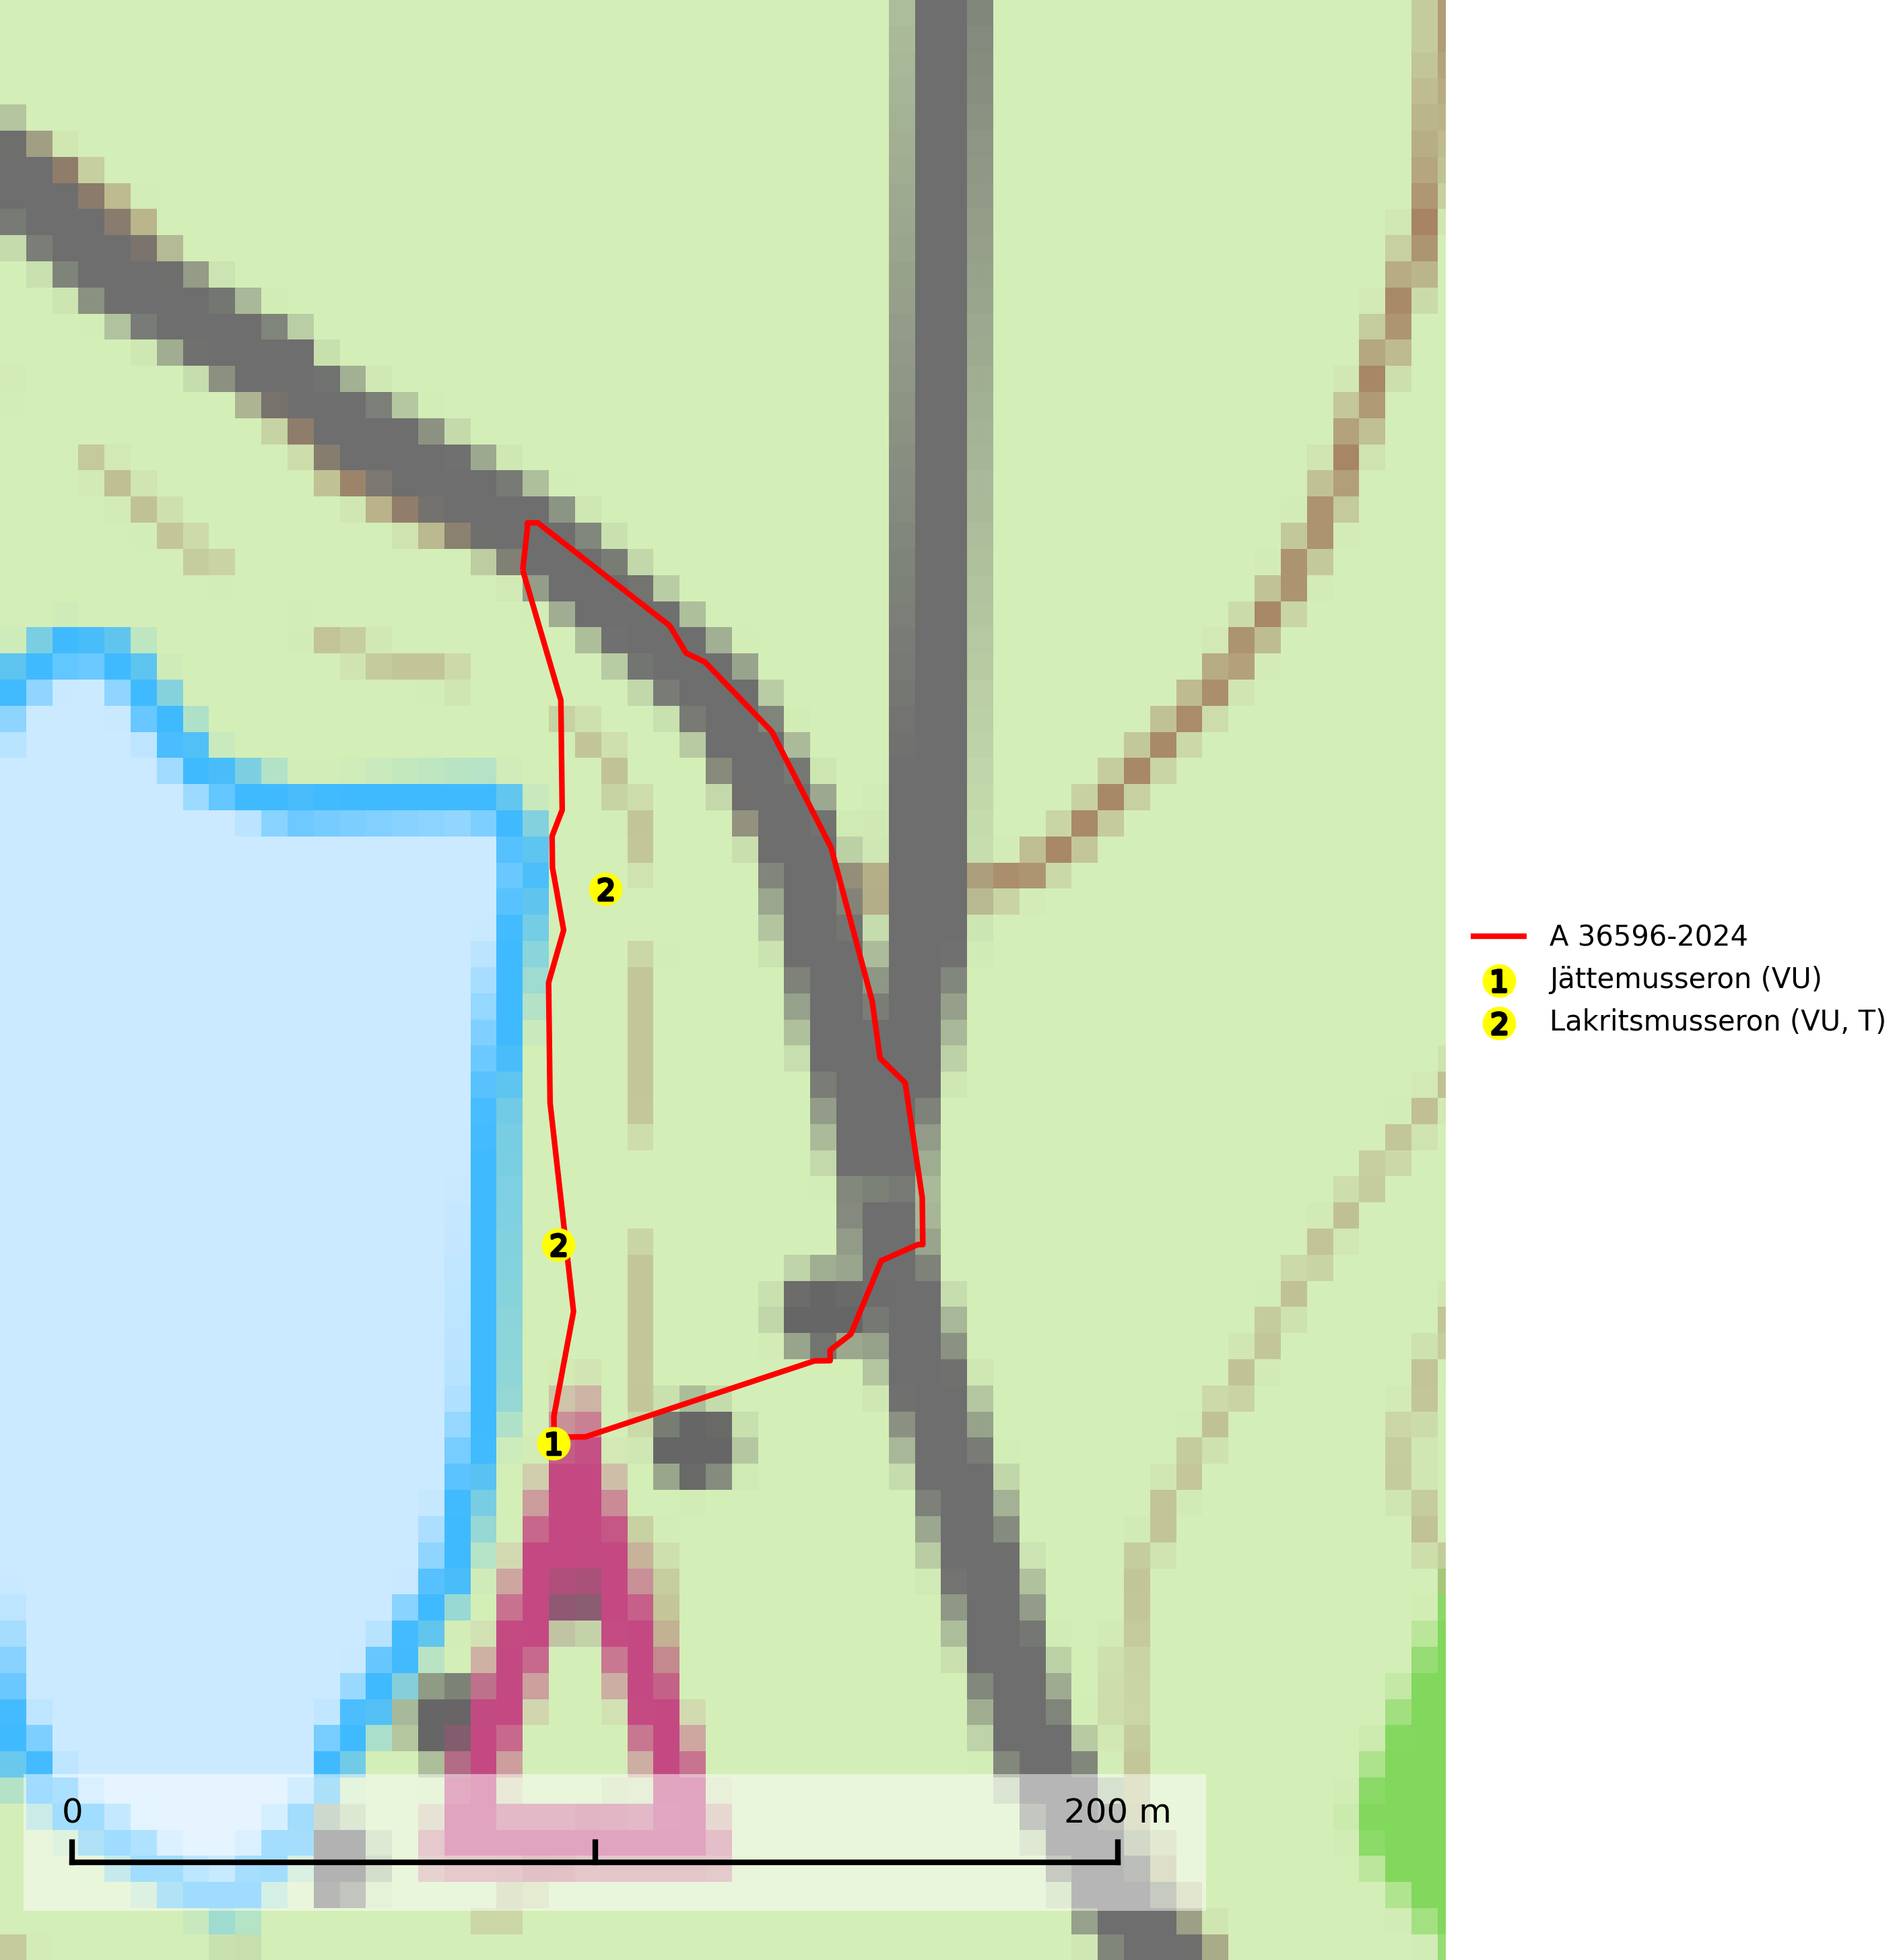 2
2
1
0 200 m
A 36596-2024
1 Jättemusseron (VU)
2 Lakritsmusseron (VU, T)